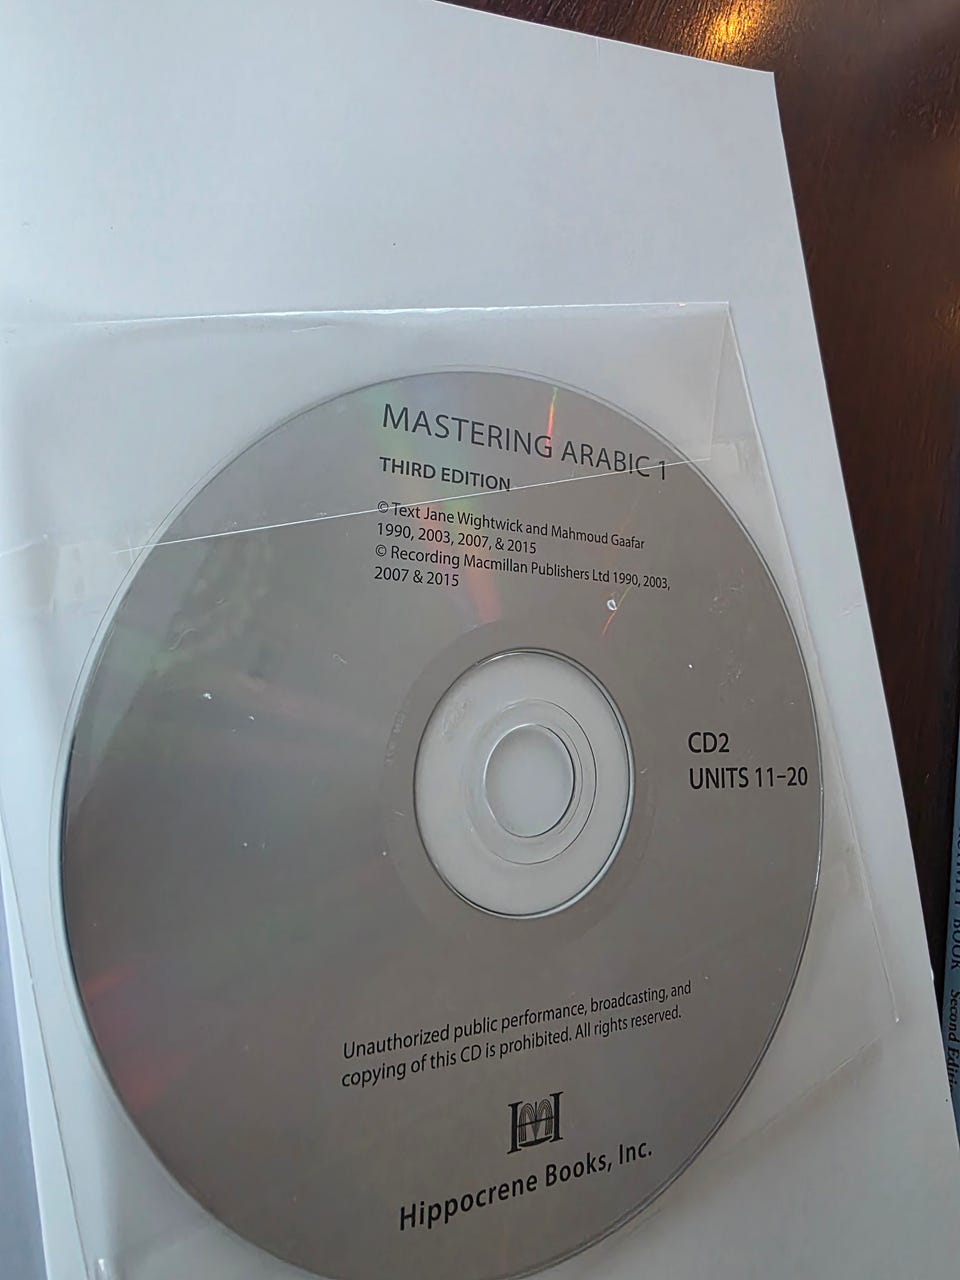 MASTERING ARABIC 1
THIRD EDITION
© Text Jane Wightwick and Mahmoud Gaafar
1990, 2003, 2007, & 2015
© Recording Macmillan Publishers Ltd 1990, 2003,
2007 & 2015
CD2
UNITS 11–20
Unauthorized public performance, broadcasting, and
copying of this CD is prohibited. All rights reserved.
Hippocrene Books, Inc.
BOOK Second